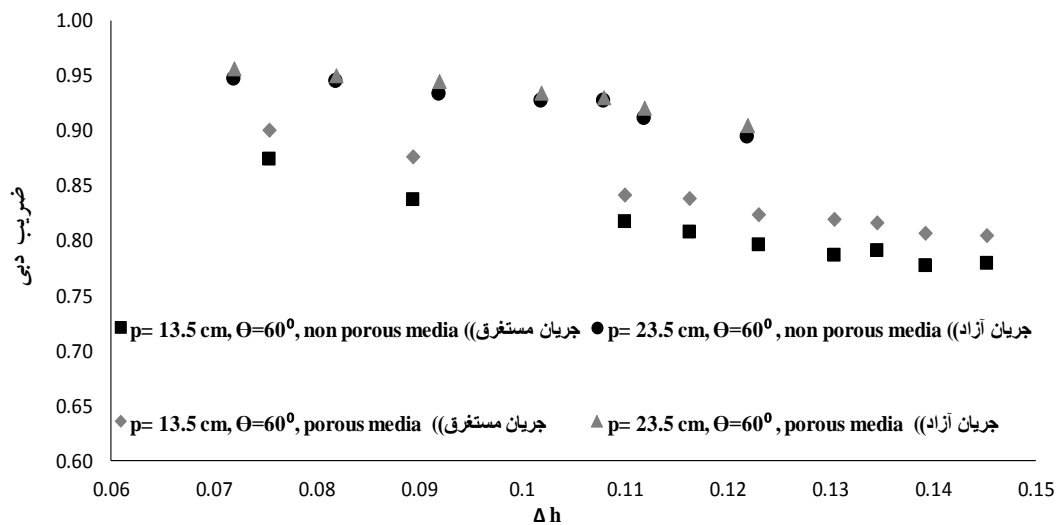 1.00
0.95
0.90
0.85
0.80
0.75
0.70
0.65
0.60
ضریب دبی
p= 13.5 cm, Ө=60⁰, non porous media ((جریان مستغرق
p= 23.5 cm, Ө=60⁰ , non porous media ((جریان آزاد
p= 13.5 cm, Ө=60⁰, porous media ((جریان مستغرق
p= 23.5 cm, Ө=60⁰ , porous media ((جریان آزاد
0.06 0.07 0.08 0.09 0.1 0.11 0.12 0.13 0.14 0.15
Δ h